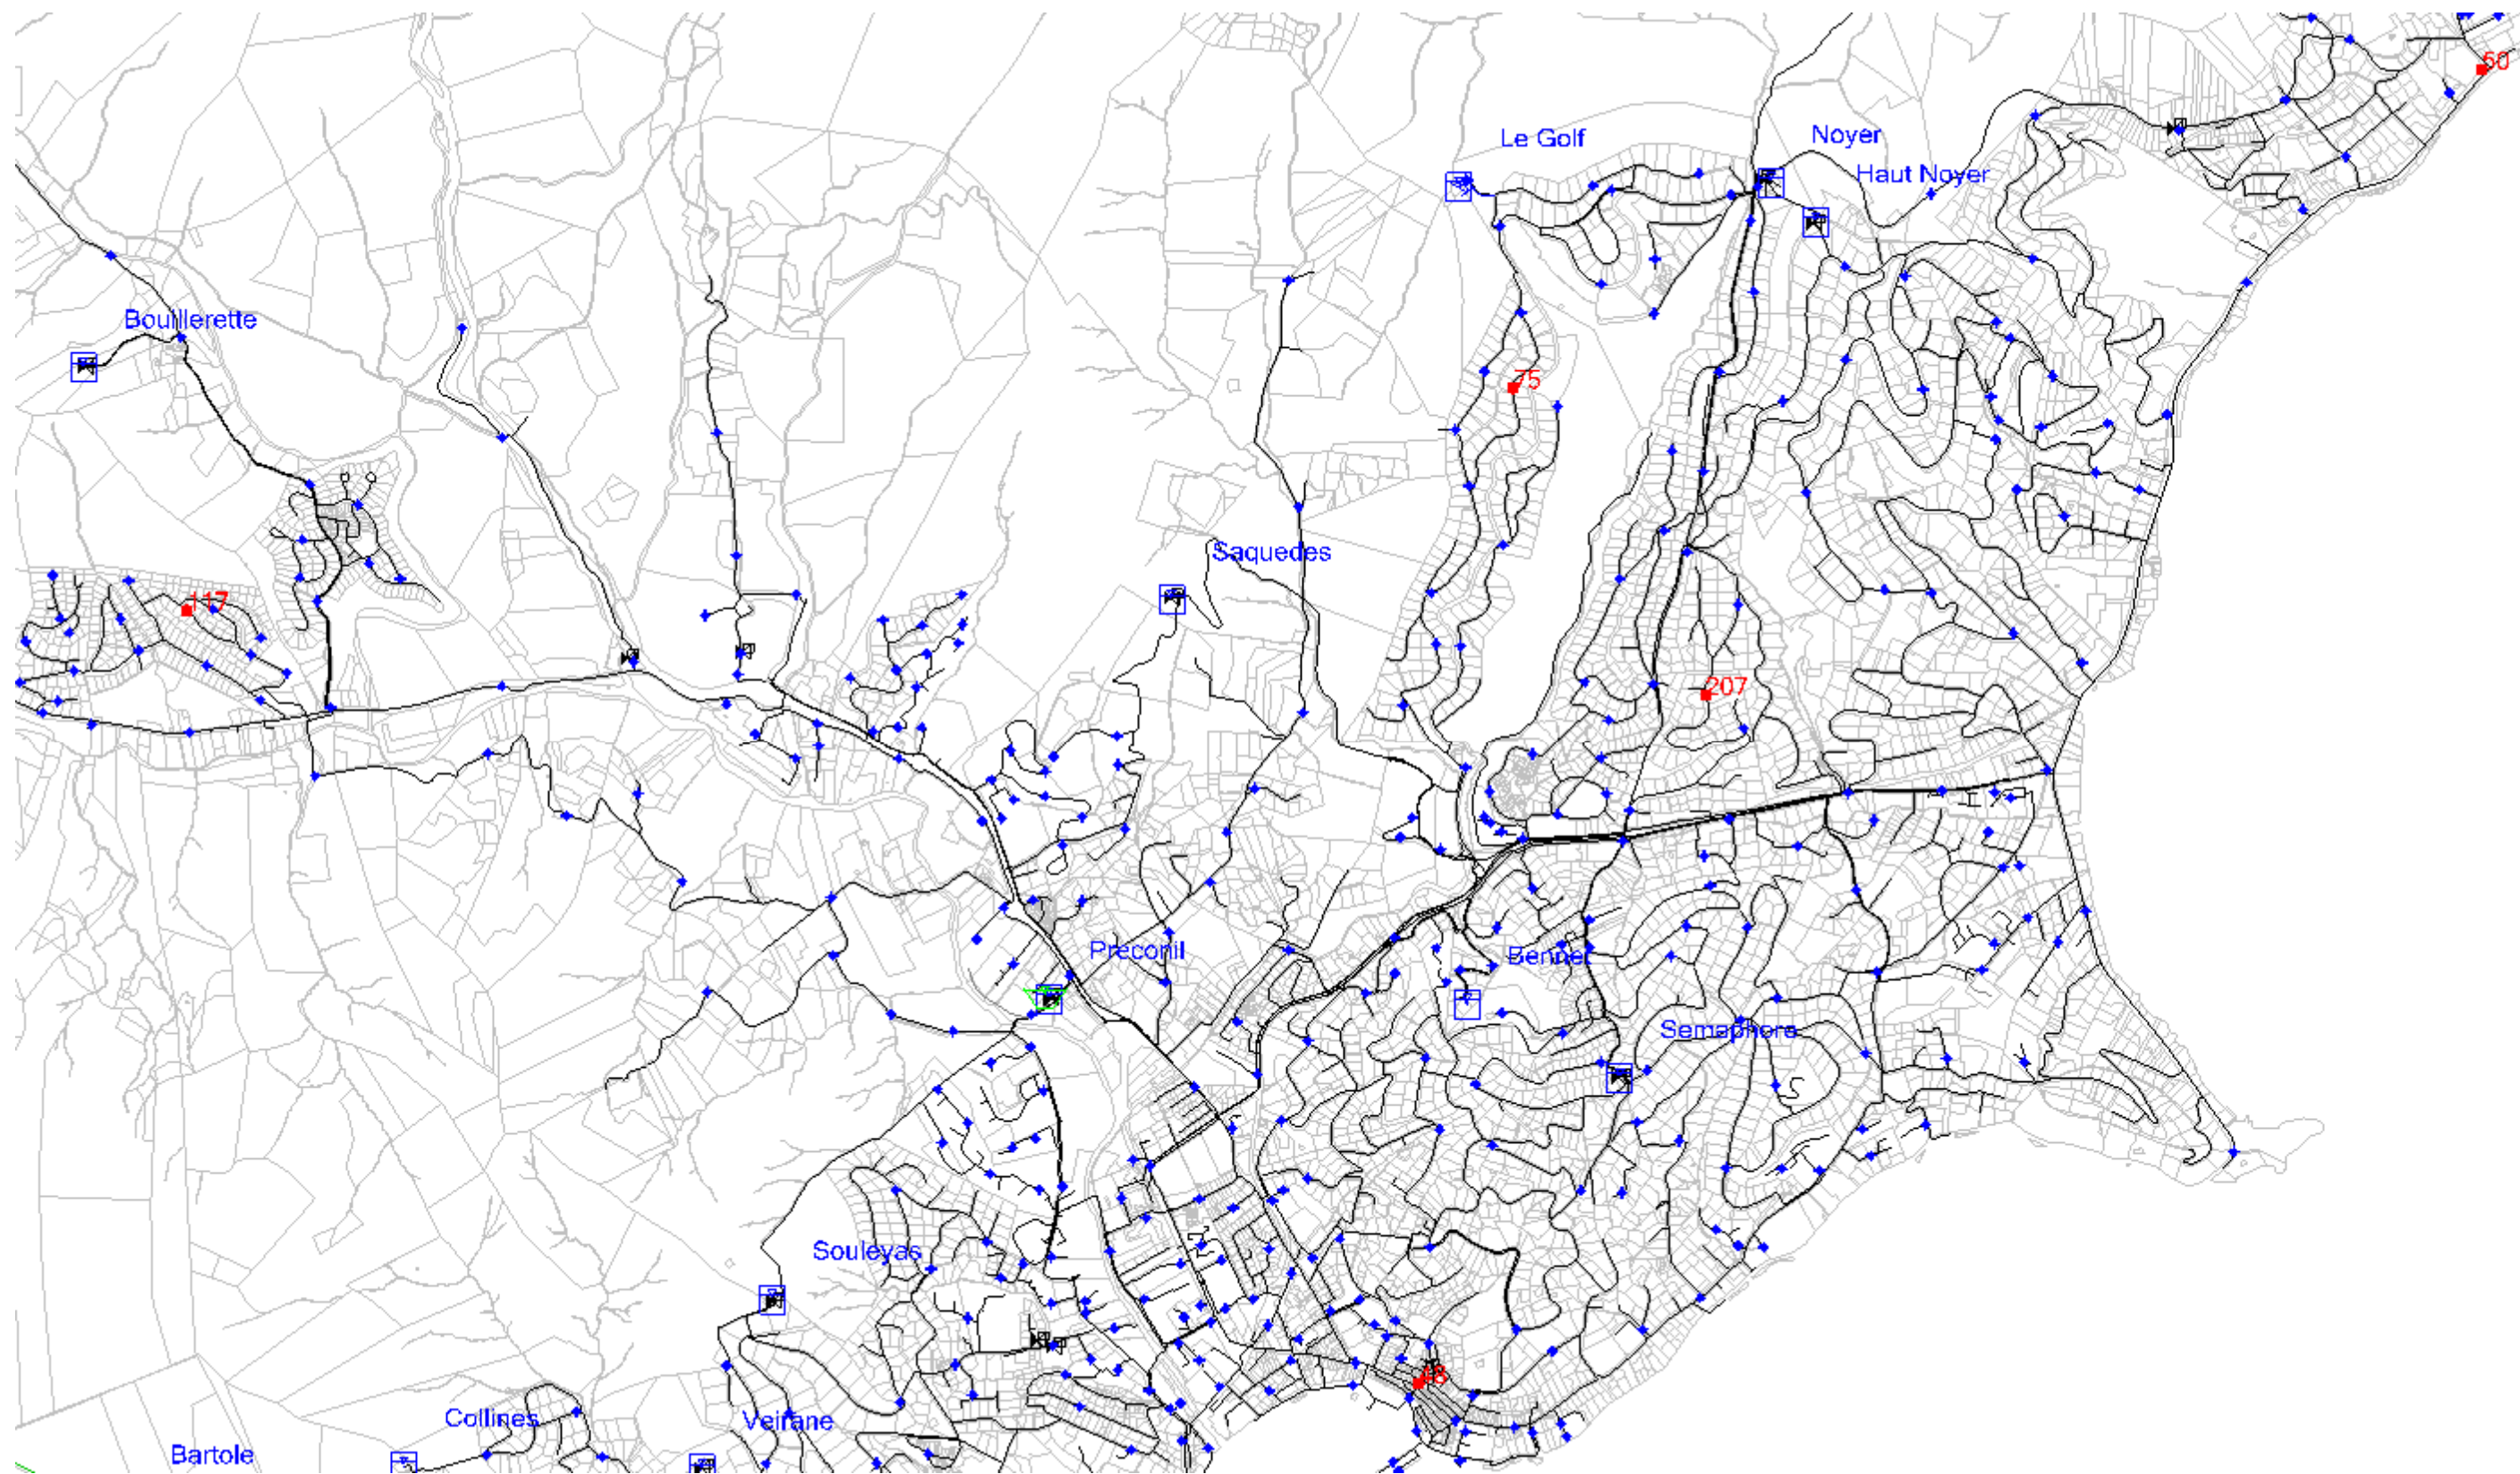 60
Le Golf
Noyer
Haut Noyer
Bouillerette
75
Saquedes
117
207
Preconil
Bennet
Semaphore
Souleyas
48
Collines
Veirane
Bartole